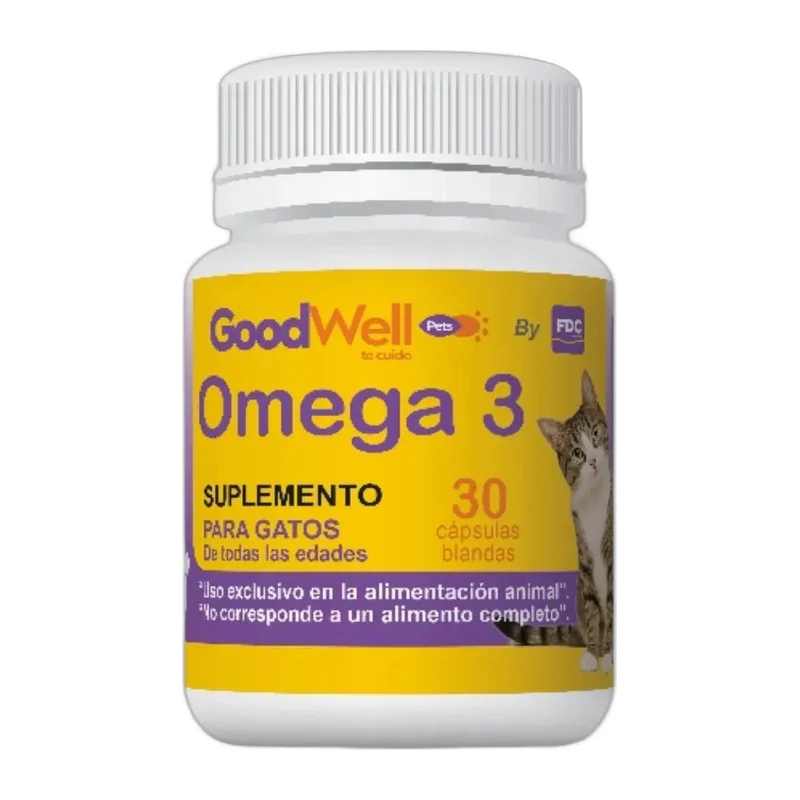 GoodWell Pets By FDC
te cuida
Omega 3
SUPLEMENTO
30
PARA GATOS
cápsulas
De todas las edades
blandas
"Uso exclusivo en la alimentación animal".
"No corresponde a un alimento completo".